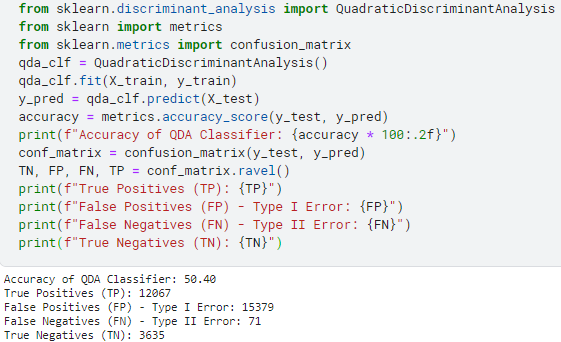 from sklearn.discriminant_analysis import QuadraticDiscriminantAnalysis
from sklearn import metrics
from sklearn.metrics import confusion_matrix
qda_clf = QuadraticDiscriminantAnalysis()
qda_clf.fit(X_train, y_train)
y_pred = qda_clf.predict(X_test)
accuracy = metrics.accuracy_score(y_test, y_pred)
print(f"Accuracy of QDA Classifier: {accuracy * 100:.2f}")
conf_matrix = confusion_matrix(y_test, y_pred)
TN, FP, FN, TP = conf_matrix.ravel()
print(f"True Positives (TP): {TP}")
print(f"False Positives (FP) - Type I Error: {FP}")
print(f"False Negatives (FN) - Type II Error: {FN}")
print(f"True Negatives (TN): {TN}")
Accuracy of QDA Classifier: 50.40
True Positives (TP): 12067
False Positives (FP) - Type I Error: 15379
False Negatives (FN) - Type II Error: 71
True Negatives (TN): 3635